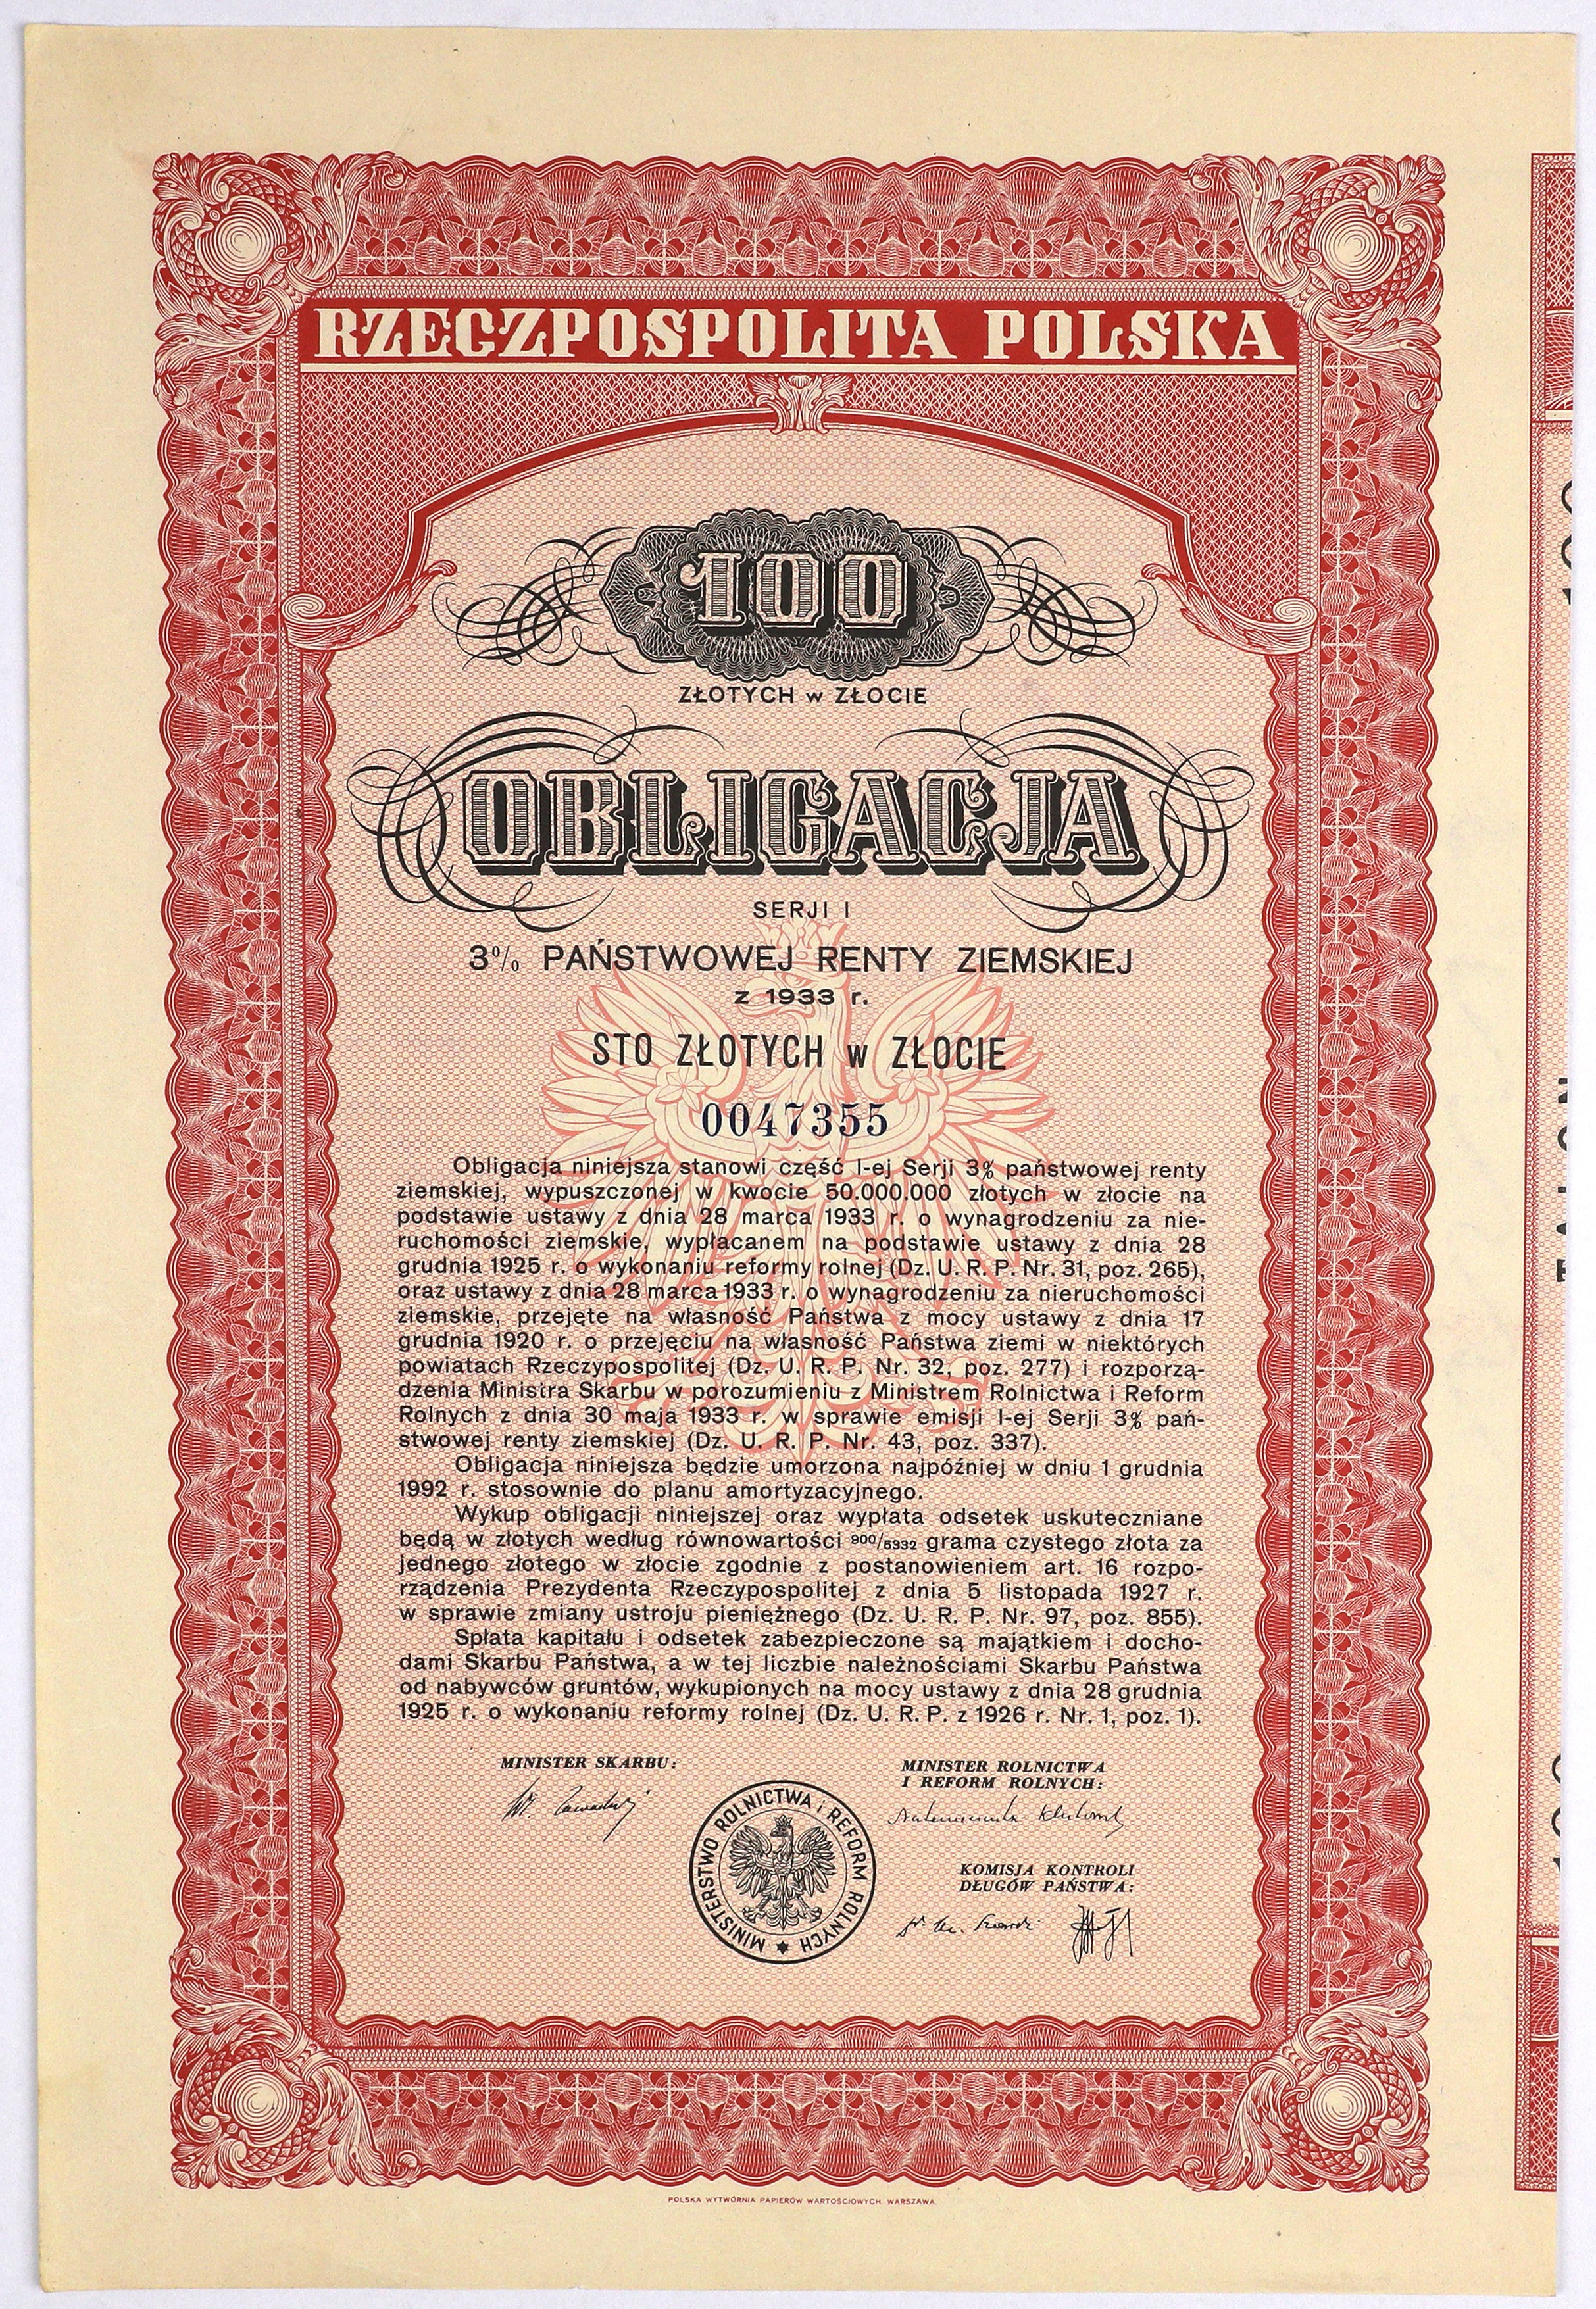 RZECZPOSPOLITA POLSKA
100
ZŁOTYCH w ZŁOCIE
OBLIGACJA
SERJI I
3% PAŃSTWOWEJ RENTY ZIEMSKIEJ
z 1933 r.
STO ZŁOTYCH w ZŁOCIE
0047355
Obligacja niniejsza stanowi część I-ej Serji 3% państwowej renty
ziemskiej, wypuszczonej w kwocie 50.000.000 złotych w złocie na
podstawie ustawy z dnia 28 marca 1933 r. o wynagrodzeniu za nie-
ruchomości ziemskie, wypłacanem na podstawie ustawy z dnia 28
grudnia 1925 r. o wykonaniu reformy rolnej (Dz. U. R. P. Nr. 31, poz. 265),
oraz ustawy z dnia 28 marca 1933 r. o wynagrodzeniu za nieruchomości
ziemskie, przejęte na własność Państwa z mocy ustawy z dnia 17
grudnia 1920 r. o przejęciu na własność Państwa ziemi w niektórych
powiatach Rzeczypospolitej (Dz. U. R. P. Nr. 32, poz. 277) i rozporzą-
dzenia Ministra Skarbu w porozumieniu z Ministrem Rolnictwa i Reform
Rolnych z dnia 30 maja 1933 r. w sprawie emisji I-ej Serji 3% pań-
stwowej renty ziemskiej (Dz. U. R. P. Nr. 43, poz. 337).
Obligacja niniejsza będzie umorzona najpóźniej w dniu 1 grudnia
1992 r. stosownie do planu amortyzacyjnego.
Wykup obligacji niniejszej oraz wypłata odsetek uskuteczniane
będą w złotych według równowartości 900/5332 grama czystego złota za
jednego złotego w złocie zgodnie z postanowieniem art. 16 rozpo-
rządzenia Prezydenta Rzeczypospolitej z dnia 5 listopada 1927 r.
w sprawie zmiany ustroju pieniężnego (Dz. U. R. P. Nr. 97, poz. 855).
Spłata kapitału i odsetek zabezpieczone są majątkiem i docho-
dami Skarbu Państwa, a w tej liczbie należnościami Skarbu Państwa
od nabywców gruntów, wykupionych na mocy ustawy z dnia 28 grudnia
1925 r. o wykonaniu reformy rolnej (Dz. U. R. P. z 1926 r. Nr. 1, poz. 1).
MINISTER SKARBU:
MINISTER ROLNICTWA
I REFORM ROLNYCH:
MINISTERSTWO ROLNICTWA i REFORM ROLNYCH
KOMISJA KONTROLI
DŁUGÓW PAŃSTWA:
POLSKA WYTWÓRNIA PAPIERÓW WARTOŚCIOWYCH. WARSZAWA.